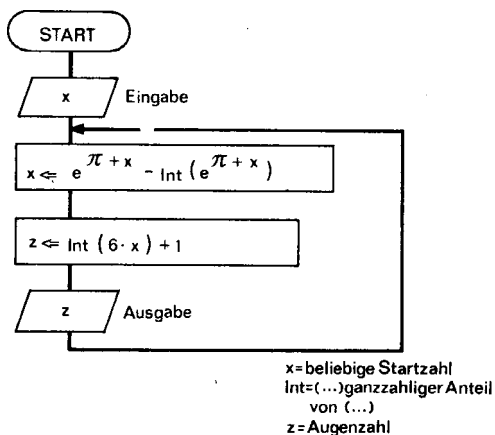 START
x Eingabe
x ⇐ e^π + x - Int (e^π + x)
z ⇐ Int (6 · x) + 1
z Ausgabe
x=beliebige Startzahl
Int=(...)ganzzahliger Anteil
von (...)
z=Augenzahl